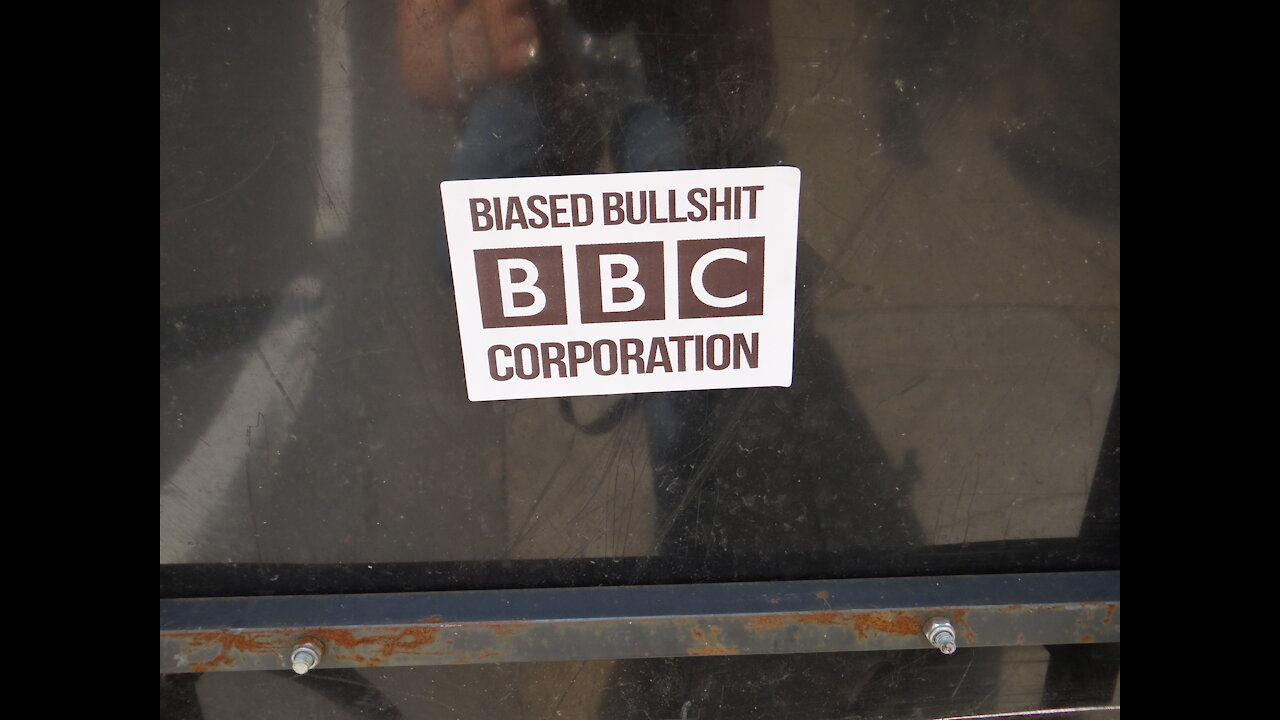 BIASED BULLSHIT
BBC
CORPORATION